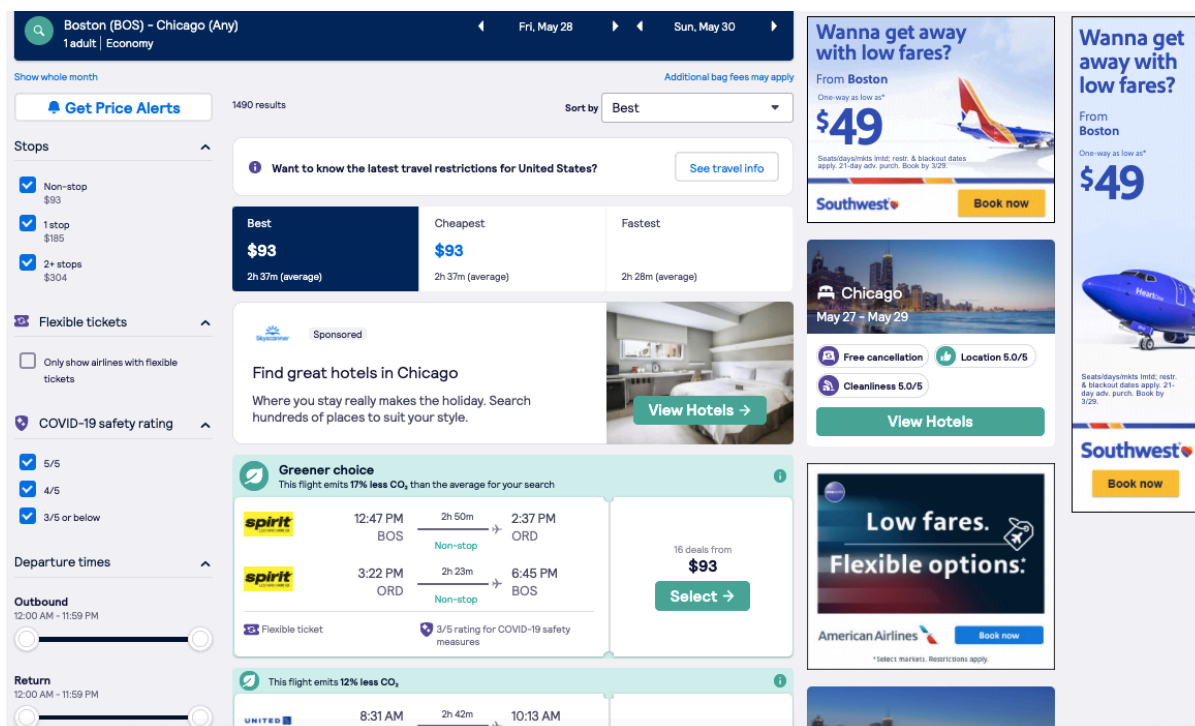 Boston (BOS) – Chicago (Any)
1 adult | Economy
Fri, May 28
Sun, May 30
Show whole month
Additional bag fees may apply
Get Price Alerts
1490 results
Sort by
Best
Stops
Non-stop
$93
1 stop
$185
2+ stops
$304
Flexible tickets
Only show airlines with flexible
tickets
COVID-19 safety rating
5/5
4/5
3/5 or below
Departure times
Outbound
12:00 AM – 11:59 PM
Return
12:00 AM – 11:59 PM
Want to know the latest travel restrictions for United States?
See travel info
Best
$93
2h 37m (average)
Cheapest
$93
2h 37m (average)
Fastest
2h 28m (average)
Skyscanner
Sponsored
Find great hotels in Chicago
Where you stay really makes the holiday. Search
hundreds of places to suit your style.
View Hotels →
Greener choice
This flight emits 17% less CO₂ than the average for your search
spirit
12:47 PM
BOS
2h 50m
Non-stop
2:37 PM
ORD
spirit
3:22 PM
ORD
2h 23m
Non-stop
6:45 PM
BOS
Flexible ticket
3/5 rating for COVID-19 safety
measures
16 deals from
$93
Select →
This flight emits 12% less CO₂
UNITED
8:31 AM
2h 42m
10:13 AM
Wanna get away
with low fares?
From Boston
One-way as low as*
$49
Seats/days/mkts lmtd; restr. & blackout dates
apply. 21-day adv. purch. Book by 3/29.
Southwest
Book now
Chicago
May 27 – May 29
Free cancellation
Location 5.0/5
Cleanliness 5.0/5
View Hotels
Low fares.
Flexible options.*
American Airlines
Book now
*Select markets. Restrictions apply.
Wanna get
away with
low fares?
From
Boston
One-way as low as*
$49
Seats/days/mkts lmtd; restr.
& blackout dates apply. 21-
day adv. purch. Book by
3/29.
Southwest
Book now